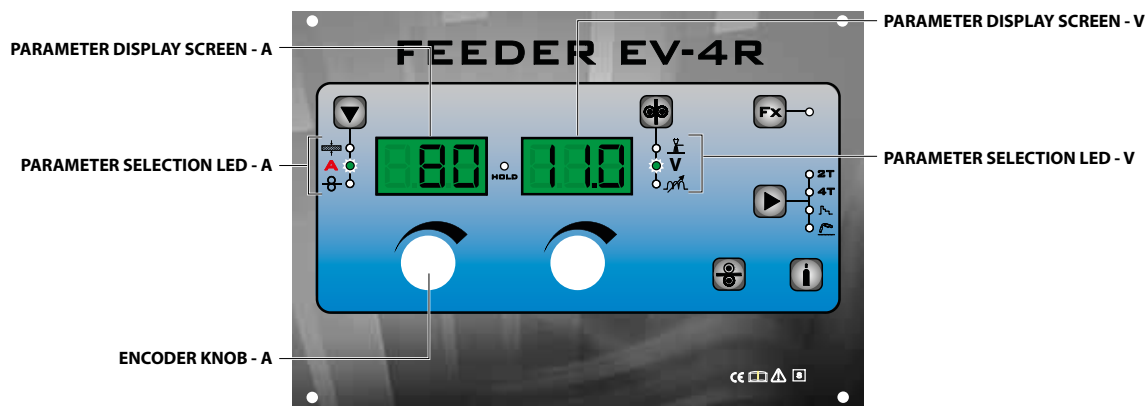 PARAMETER DISPLAY SCREEN - V
PARAMETER DISPLAY SCREEN - A
FEEDER EV-4R
Fx
PARAMETER SELECTION LED - A
A
80
HOLD
11.0
V
PARAMETER SELECTION LED - V
2T
4T
ENCODER KNOB - A
CE
S